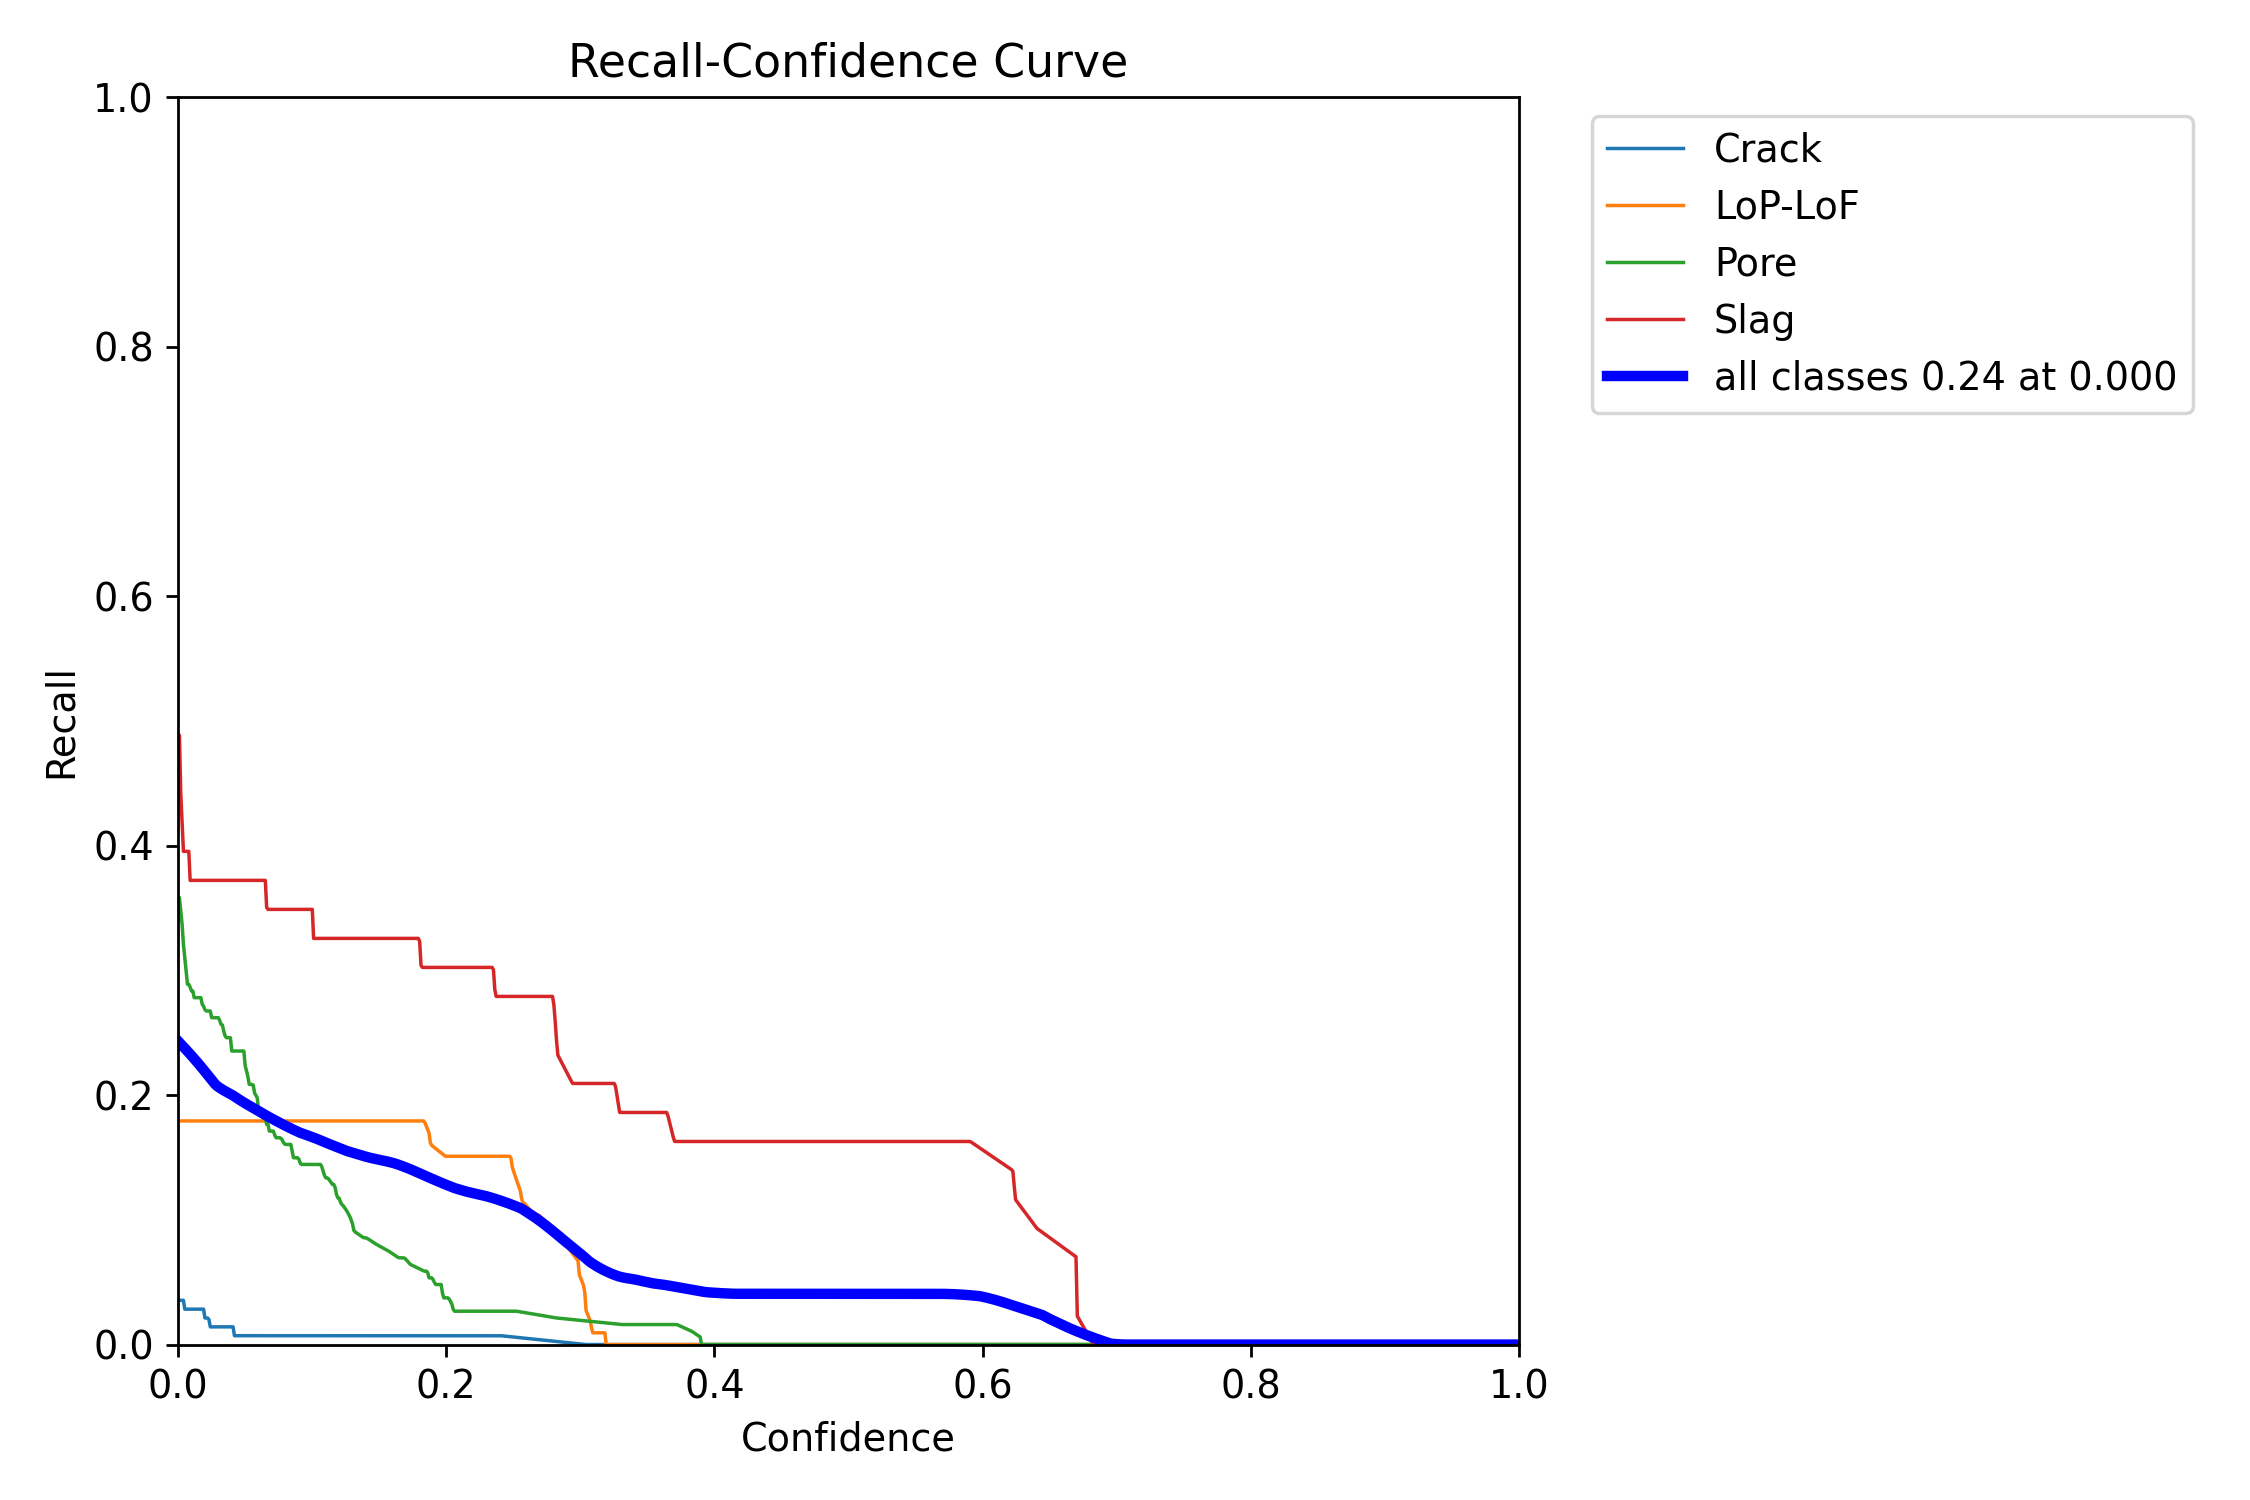 Recall-Confidence Curve
1.0
0.8
0.6
0.4
0.2
0.0
Recall
0.0 0.2 0.4 0.6 0.8 1.0
Confidence
Crack
LoP-LoF
Pore
Slag
all classes 0.24 at 0.000